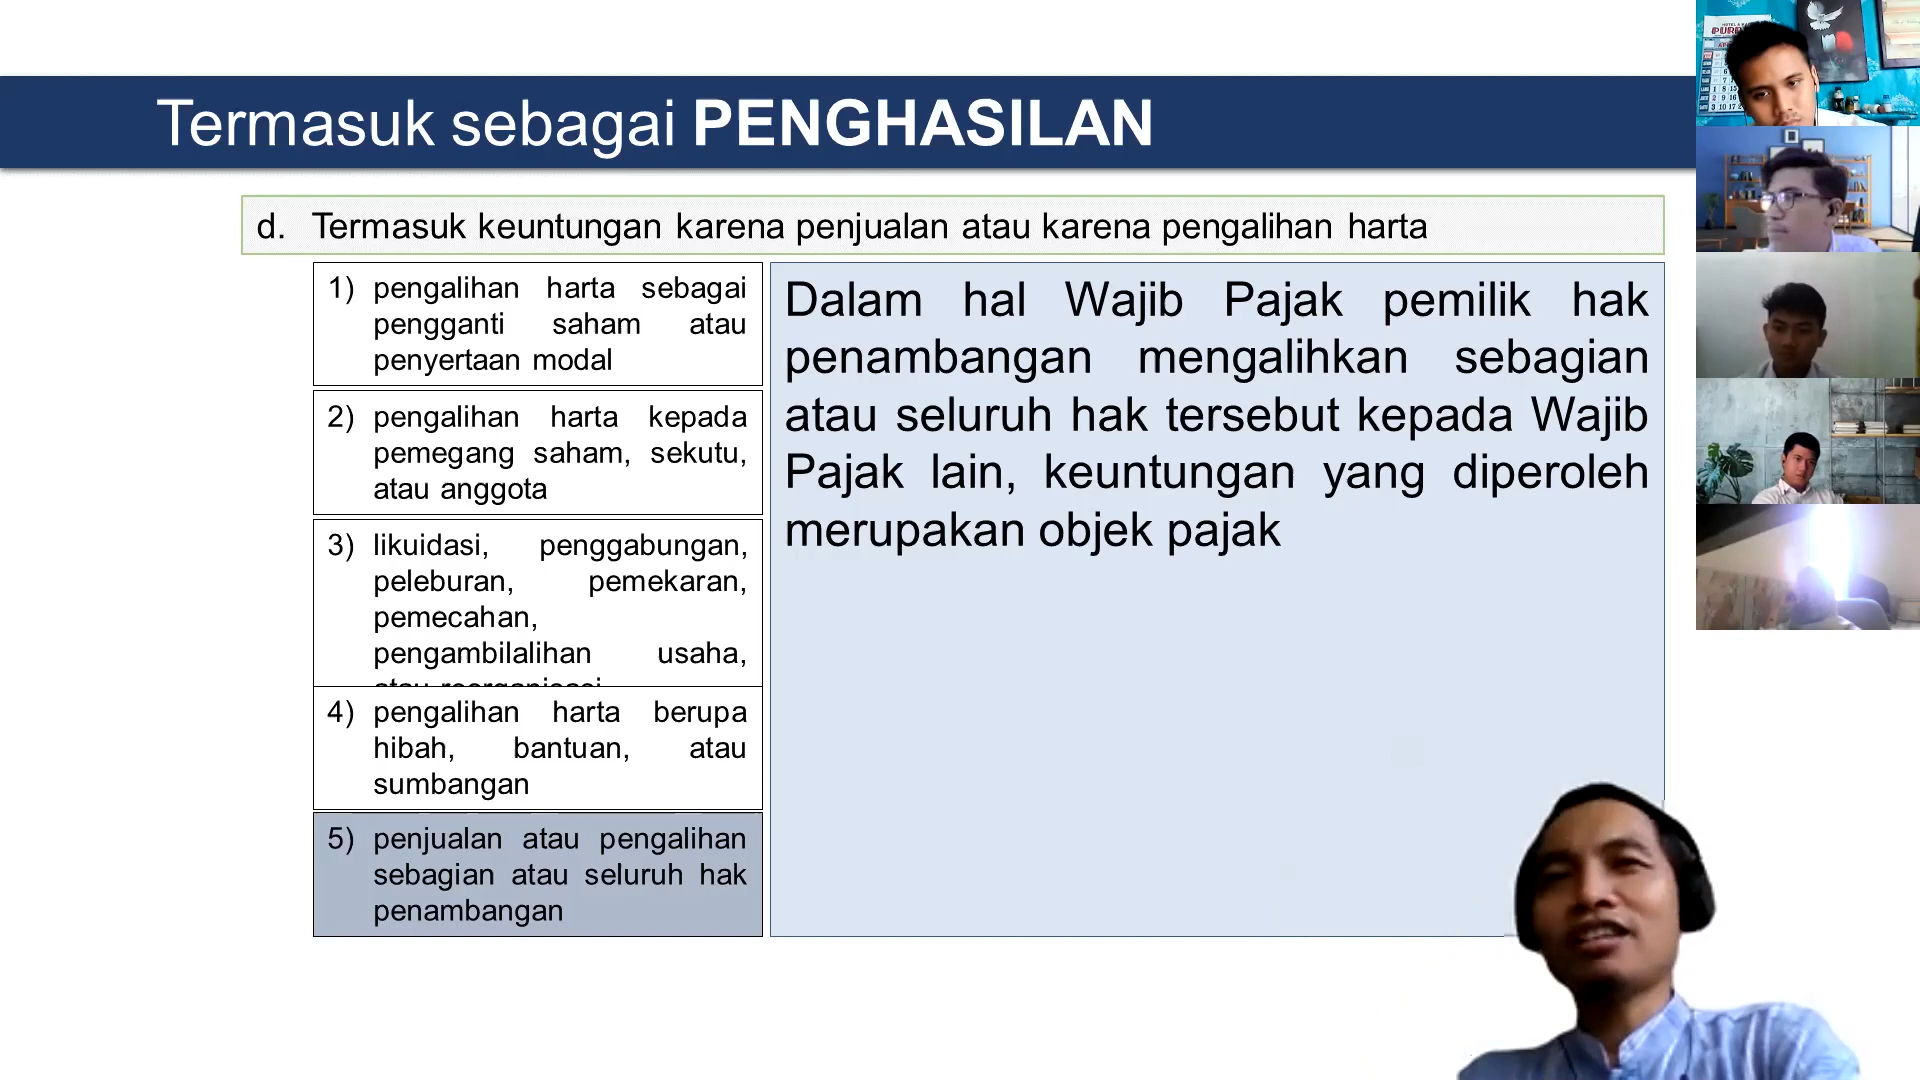 Termasuk sebagai PENGHASILAN
d. Termasuk keuntungan karena penjualan atau karena pengalihan harta
1) pengalihan harta sebagai
pengganti saham atau
penyertaan modal
2) pengalihan harta kepada
pemegang saham, sekutu,
atau anggota
3) likuidasi, penggabungan,
peleburan, pemekaran,
pemecahan,
pengambilalihan usaha,
atau reorganisasi
4) pengalihan harta berupa
hibah, bantuan, atau
sumbangan
5) penjualan atau pengalihan
sebagian atau seluruh hak
penambangan
Dalam hal Wajib Pajak pemilik hak
penambangan mengalihkan sebagian
atau seluruh hak tersebut kepada Wajib
Pajak lain, keuntungan yang diperoleh
merupakan objek pajak